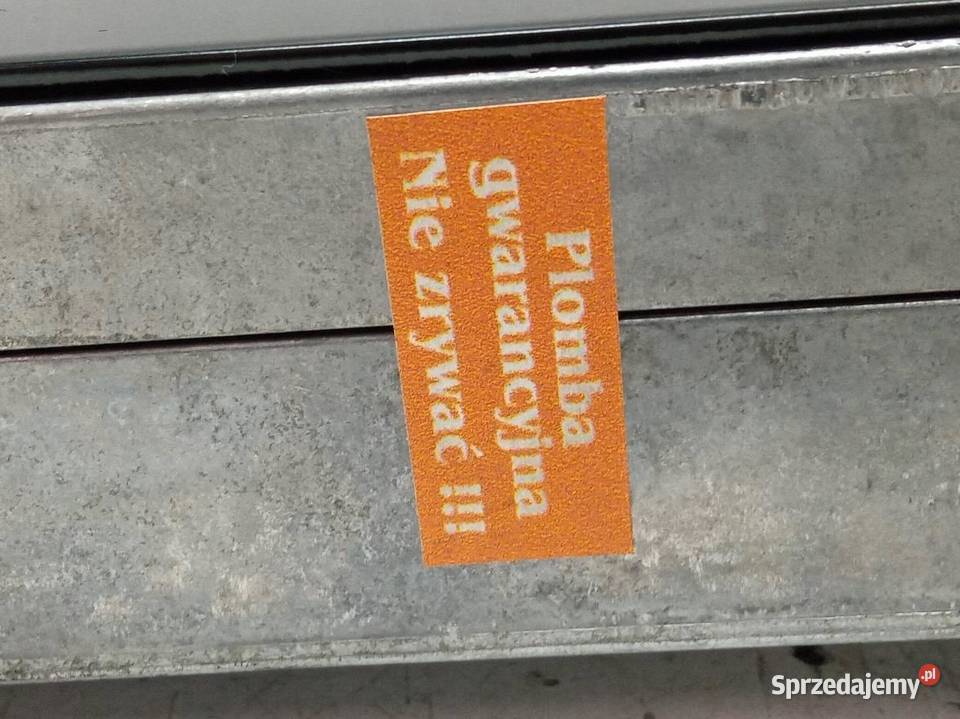 Plomba
gwarancyjna
Nie zrywać !!!
Sprzedajemy.pl